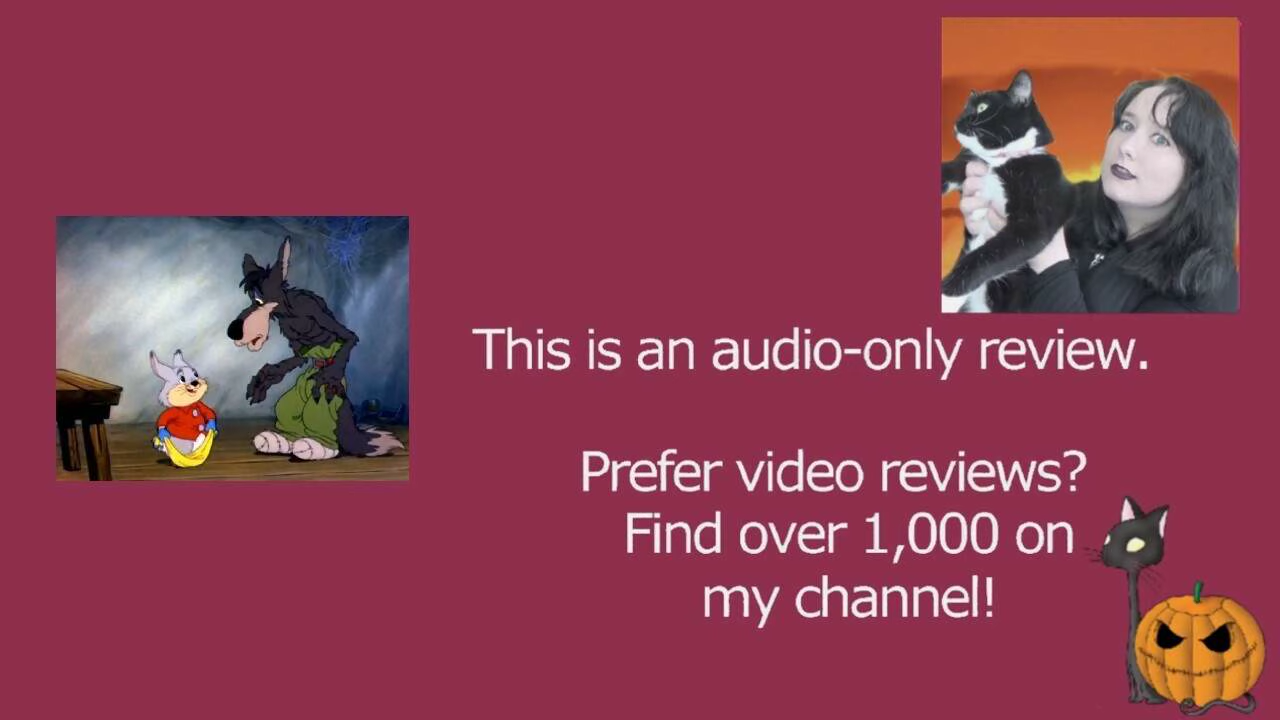 This is an audio-only review.
Prefer video reviews?
Find over 1,000 on
my channel!